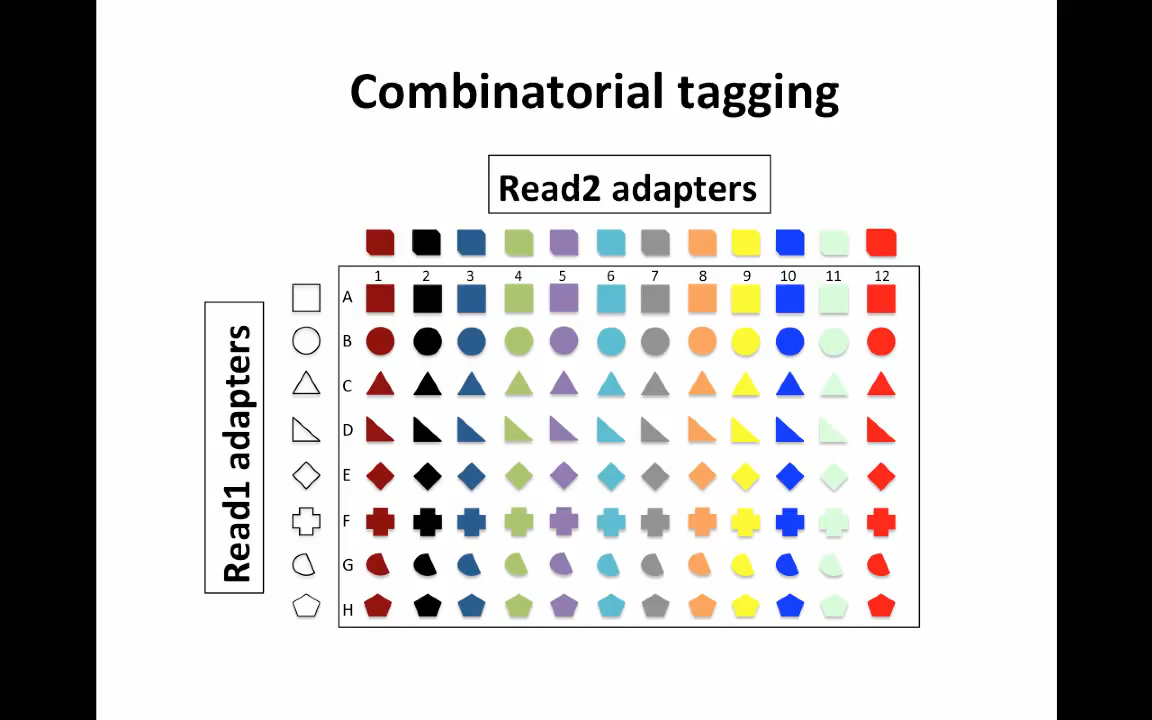 Combinatorial tagging
Read2 adapters
1 2 3 4 5 6 7 8 9 10 11 12
Read1 adapters
A
B
C
D
E
F
G
H